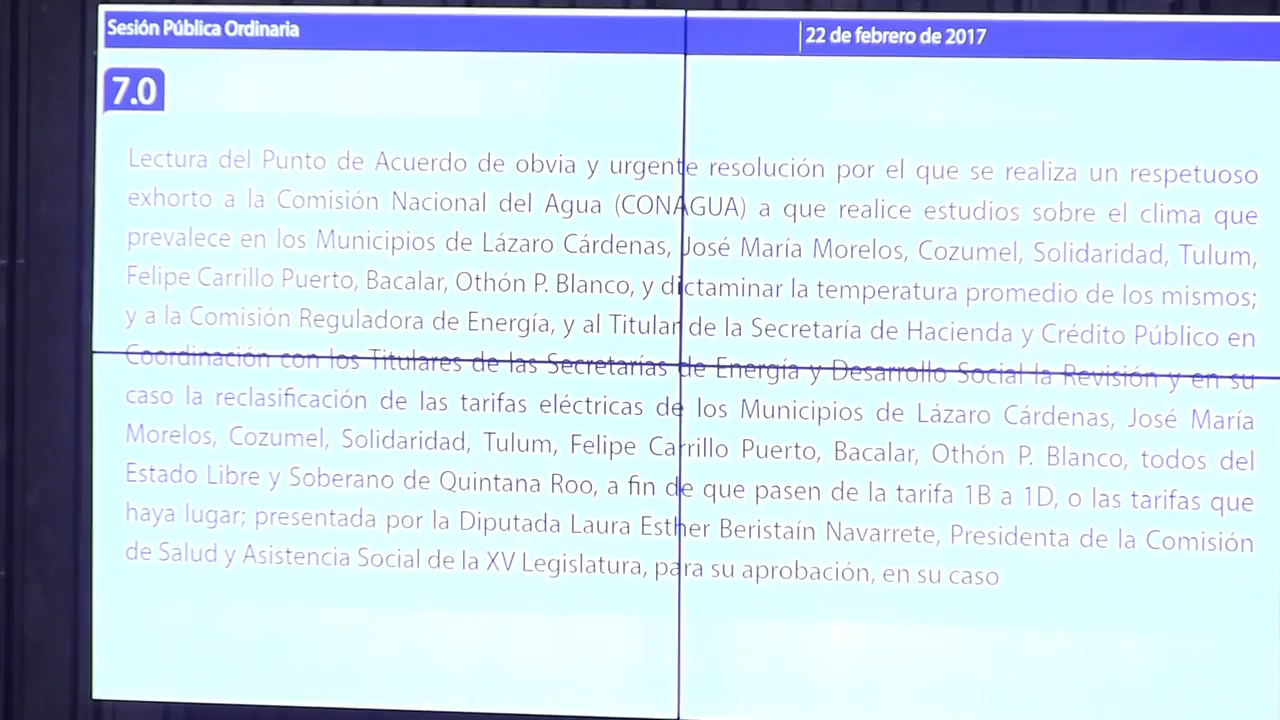 Sesión Pública Ordinaria
22 de febrero de 2017
7.0
Lectura del Punto de Acuerdo de obvia y urgente resolución por el que se realiza un respetuoso
exhorto a la Comisión Nacional del Agua (CONAGUA) a que realice estudios sobre el clima que
prevalece en los Municipios de Lázaro Cárdenas, José María Morelos, Cozumel, Solidaridad, Tulum,
Felipe Carrillo Puerto, Bacalar, Othón P. Blanco, y dictaminar la temperatura promedio de los mismos;
y a la Comisión Reguladora de Energía, y al Titular de la Secretaría de Hacienda y Crédito Público en
Coordinación con los Titulares de las Secretarías de Energía y Desarrollo Social la Revisión y en su
caso la reclasificación de las tarifas eléctricas de los Municipios de Lázaro Cárdenas, José María
Morelos, Cozumel, Solidaridad, Tulum, Felipe Carrillo Puerto, Bacalar, Othón P. Blanco, todos del
Estado Libre y Soberano de Quintana Roo, a fin de que pasen de la tarifa 1B a 1D, o las tarifas que
haya lugar; presentada por la Diputada Laura Esther Beristaín Navarrete, Presidenta de la Comisión
de Salud y Asistencia Social de la XV Legislatura, para su aprobación, en su caso